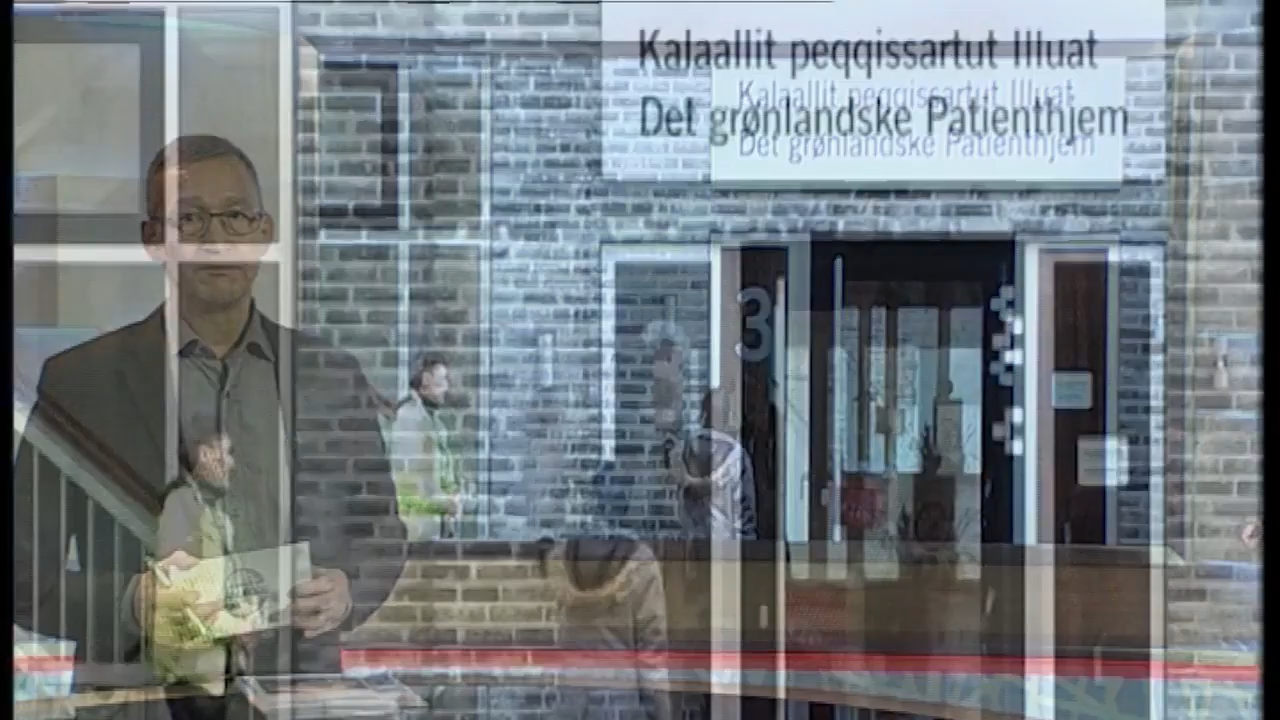 Kalaallit peqqissartut Illuat
Det grønlandske Patienthjem
Kalaallit peqqissartut Illuat
Det grønlandske Patienthjem
3